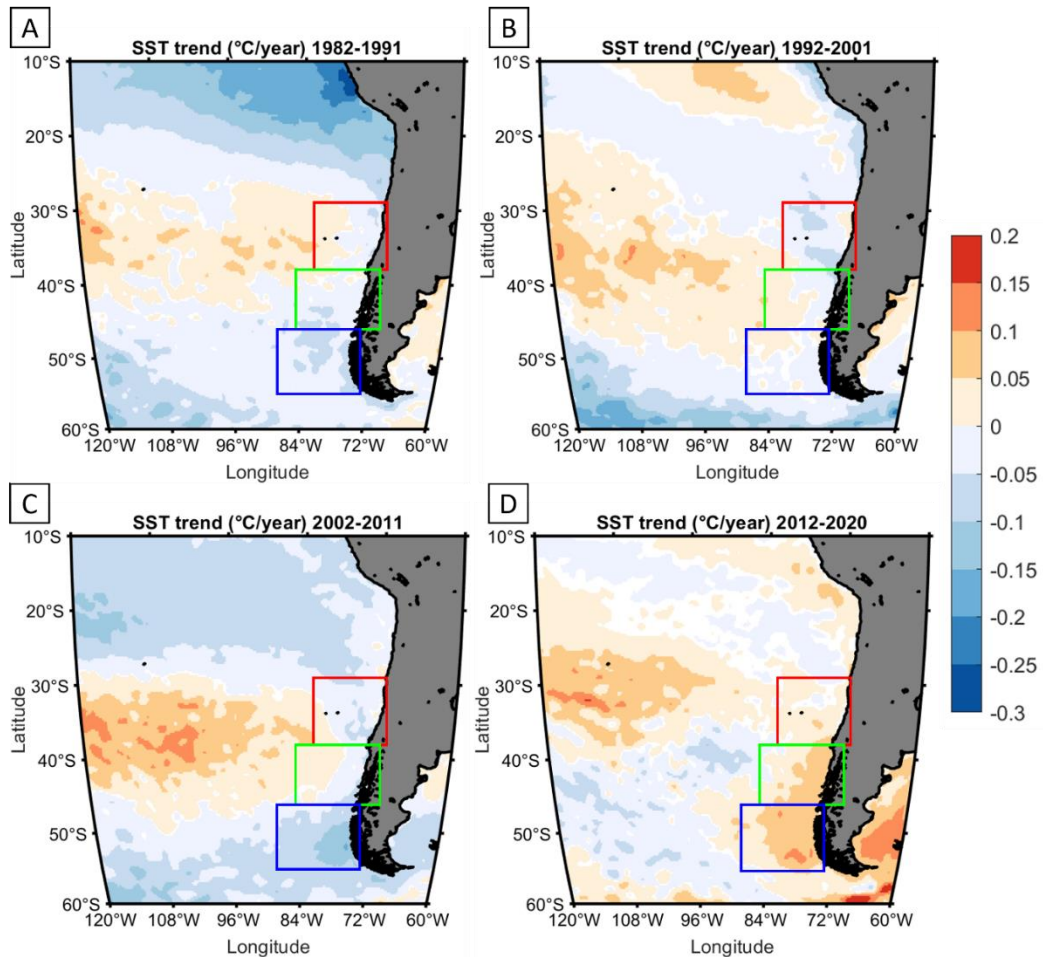 A
SST trend (°C/year) 1982-1991
10°S
20°S
30°S
40°S
50°S
60°S
Latitude
120°W 108°W 96°W 84°W 72°W 60°W
Longitude
B
SST trend (°C/year) 1992-2001
10°S
20°S
30°S
40°S
50°S
60°S
Latitude
120°W 108°W 96°W 84°W 72°W 60°W
Longitude
C
SST trend (°C/year) 2002-2011
10°S
20°S
30°S
40°S
50°S
60°S
Latitude
120°W 108°W 96°W 84°W 72°W 60°W
Longitude
D
SST trend (°C/year) 2012-2020
10°S
20°S
30°S
40°S
50°S
60°S
Latitude
120°W 108°W 96°W 84°W 72°W 60°W
Longitude
0.2
0.15
0.1
0.05
0
-0.05
-0.1
-0.15
-0.2
-0.25
-0.3